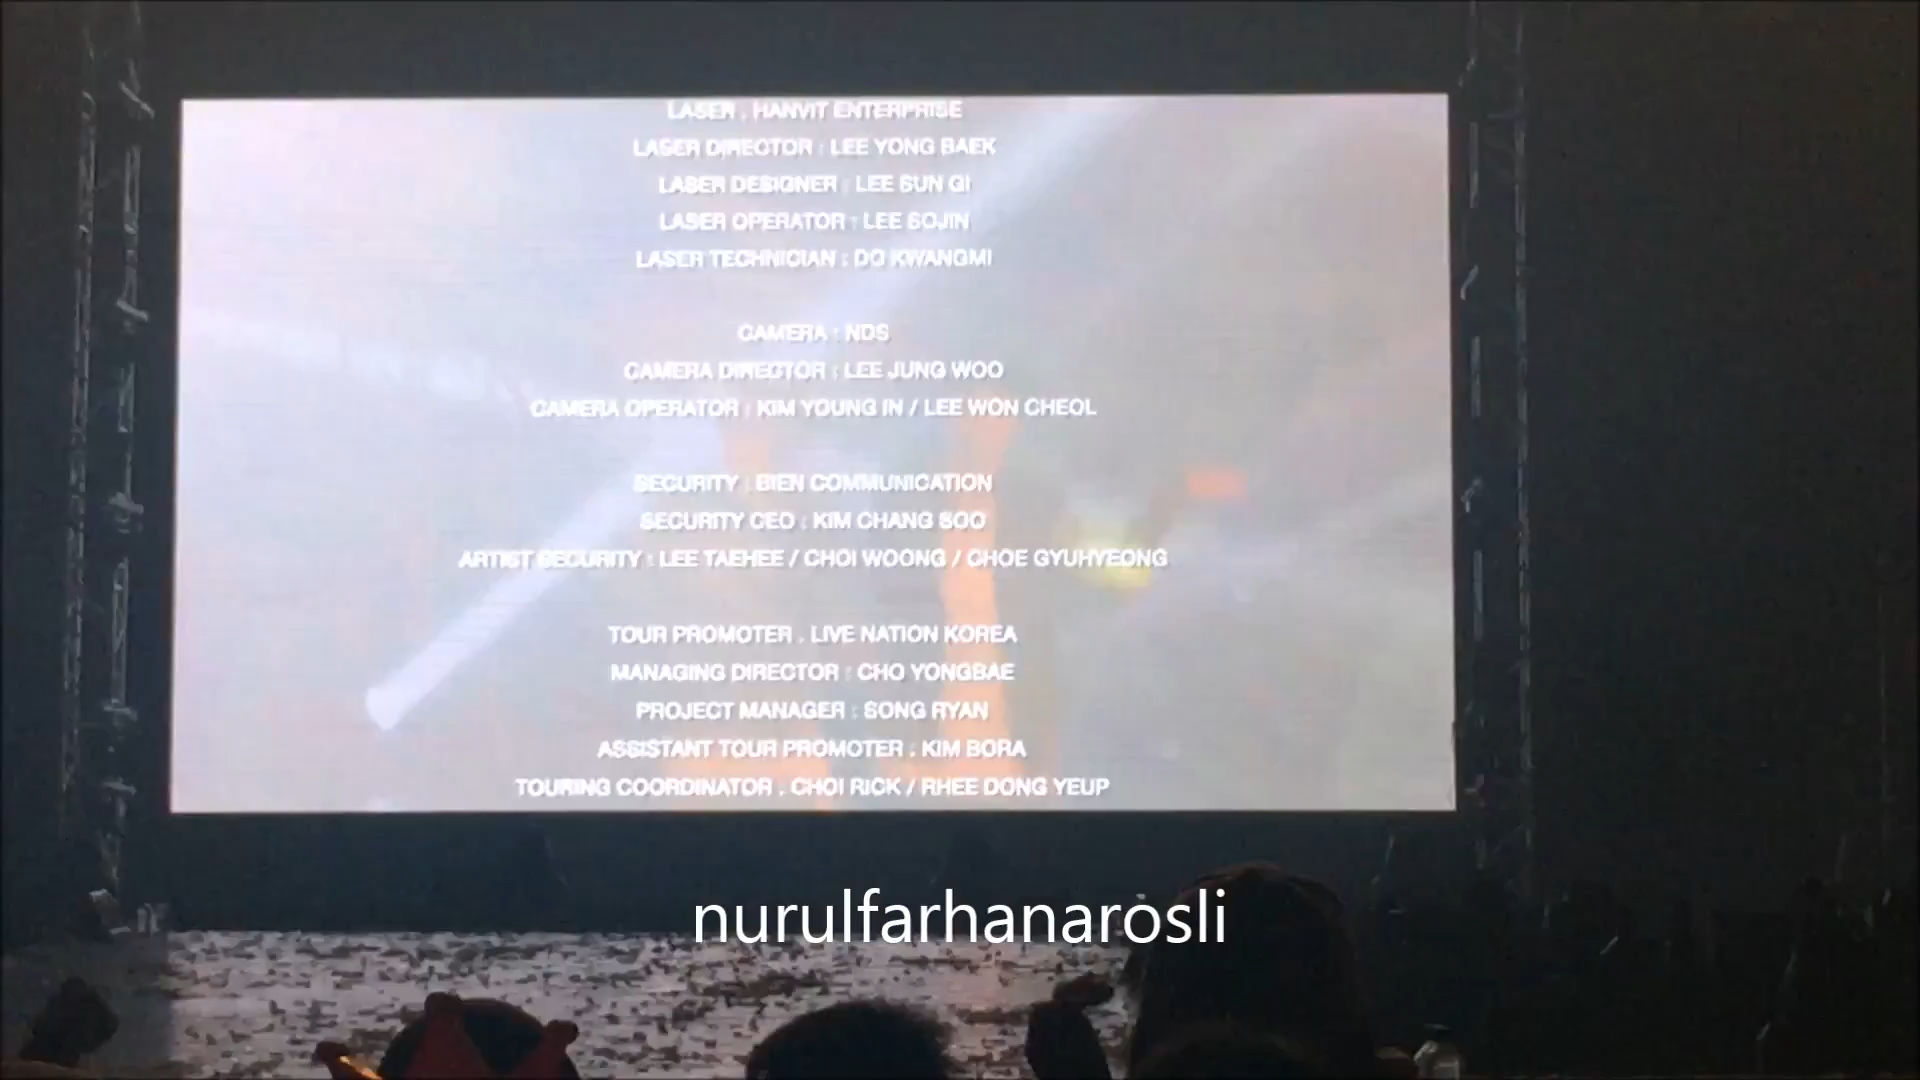 LASER : HANVIT ENTERPRISE
LASER DIRECTOR : LEE YONG BAEK
LASER DESIGNER : LEE SUN GI
LASER OPERATOR : LEE SOJIN
LASER TECHNICIAN : DO KWANGMI
CAMERA : NDS
CAMERA DIRECTOR : LEE JUNG WOO
CAMERA OPERATOR : KIM YOUNG IN / LEE WON CHEOL
SECURITY : BIEN COMMUNICATION
SECURITY CEO : KIM CHANG SOO
ARTIST SECURITY : LEE TAEHEE / CHOI WOONG / CHOE GYUHYEONG
TOUR PROMOTER : LIVE NATION KOREA
MANAGING DIRECTOR : CHO YONGBAE
PROJECT MANAGER : SONG RYAN
ASSISTANT TOUR PROMOTER : KIM BORA
TOURING COORDINATOR : CHOI RICK / RHEE DONG YEUP
nurulfarhanarosli